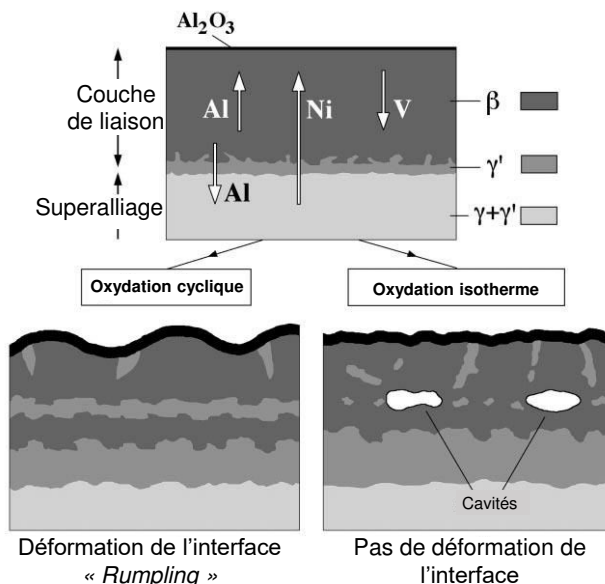 Al₂O₃
Couche
de liaison
Superalliage
Al
Ni
V
Al
β
γ'
γ+γ'
Oxydation cyclique
Oxydation isotherme
Cavités
Déformation de l'interface
« Rumpling »
Pas de déformation de
l'interface